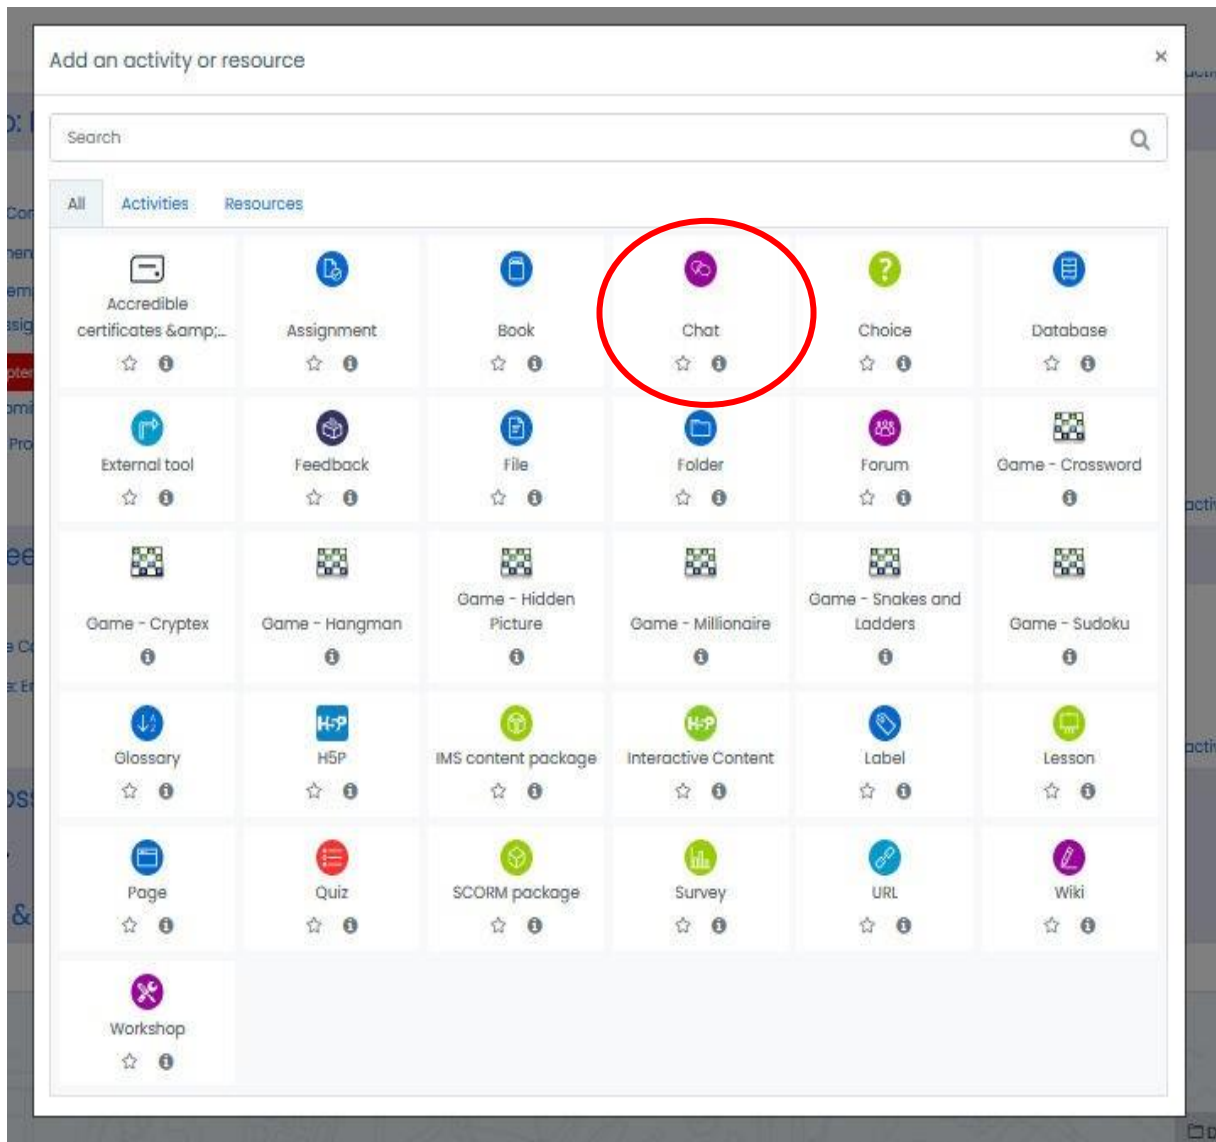 Add an activity or resource
×
Search
All Activities Resources
Accredible
certificates &amp;...
Assignment
Book
Chat
Choice
Database
External tool
Feedback
File
Folder
Forum
Game - Crossword
Game - Cryptex
Game - Hangman
Game - Hidden
Picture
Game - Millionaire
Game - Snakes and
Ladders
Game - Sudoku
Glossary
H5P
H5P
IMS content package
H5P
Interactive Content
Label
Lesson
Page
Quiz
SCORM package
Survey
URL
Wiki
Workshop